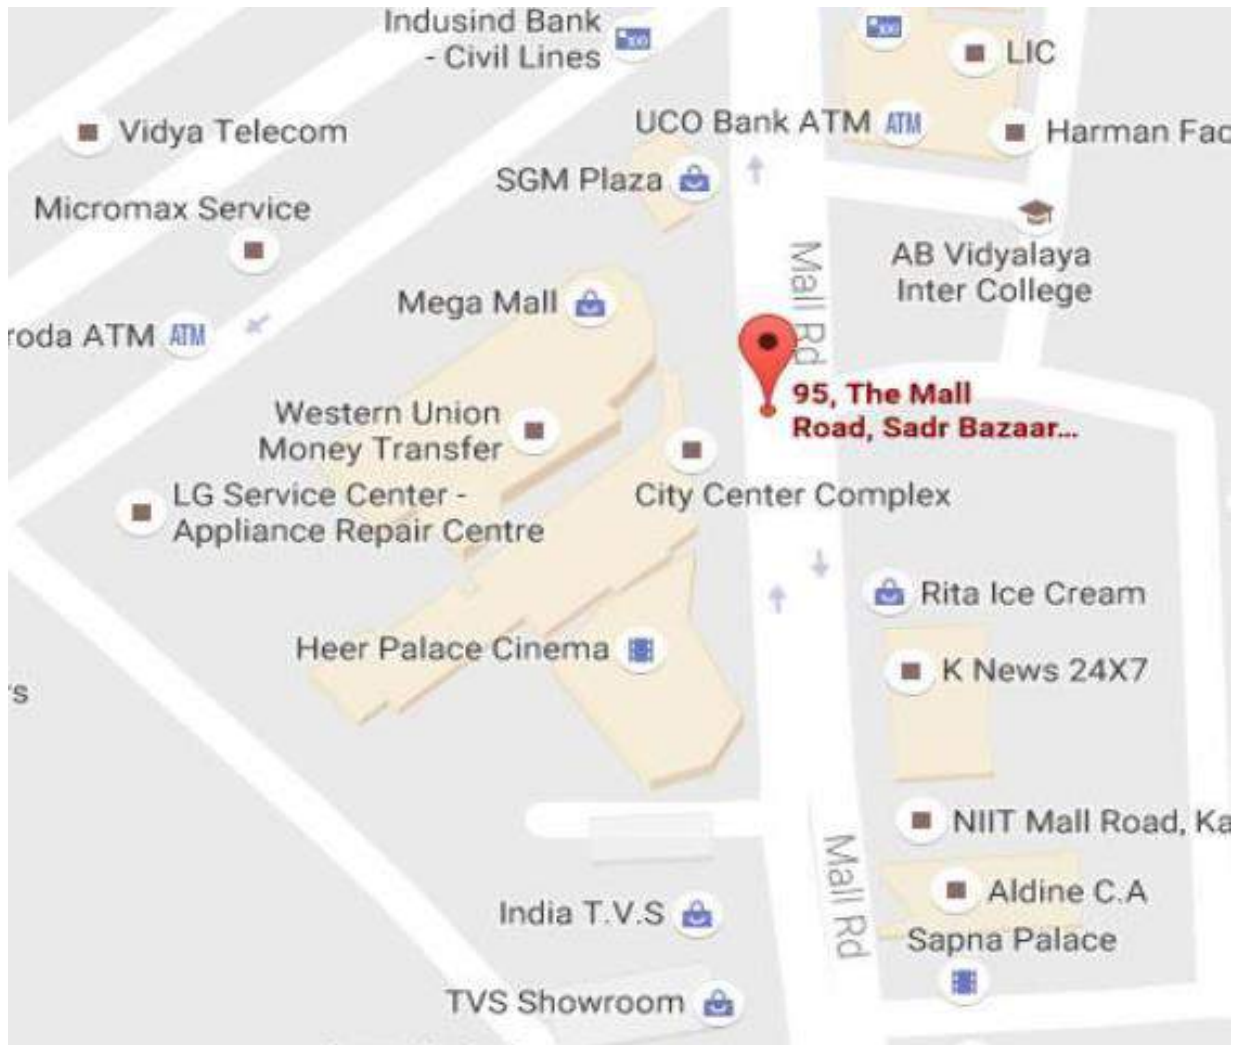 Indusind Bank
- Civil Lines
LIC
Vidya Telecom
UCO Bank ATM
ATM
Harman Fac
SGM Plaza
Micromax Service
AB Vidyalaya
Inter College
Mall Rd
Mega Mall
roda ATM
ATM
95, The Mall
Road, Sadr Bazaar...
Western Union
Money Transfer
City Center Complex
LG Service Center -
Appliance Repair Centre
Rita Ice Cream
Heer Palace Cinema
K News 24X7
's
NIIT Mall Road, Ka
Mall Rd
Aldine C.A
India T.V.S
Sapna Palace
TVS Showroom